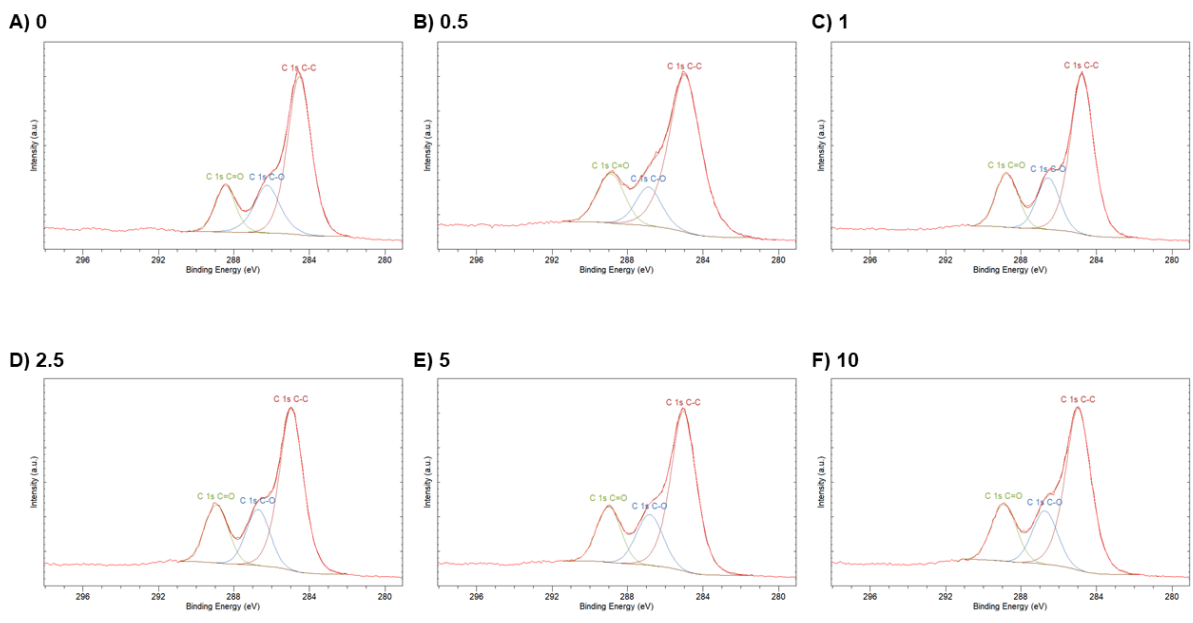 A) 0
C 1s C-C
C 1s C=O
C 1s C-O
Intensity (a.u.)
296 292 288 284 280
Binding Energy (eV)
B) 0.5
C 1s C-C
C 1s C=O
C 1s C-O
Intensity (a.u.)
296 292 288 284 280
Binding Energy (eV)
C) 1
C 1s C-C
C 1s C=O
C 1s C-O
Intensity (a.u.)
296 292 288 284 280
Binding Energy (eV)
D) 2.5
C 1s C-C
C 1s C=O
C 1s C-O
Intensity (a.u.)
296 292 288 284 280
Binding Energy (eV)
E) 5
C 1s C-C
C 1s C=O
C 1s C-O
Intensity (a.u.)
296 292 288 284 280
Binding Energy (eV)
F) 10
C 1s C-C
C 1s C=O
C 1s C-O
Intensity (a.u.)
296 292 288 284 280
Binding Energy (eV)